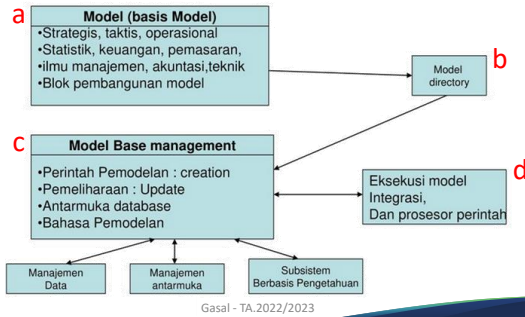 a
Model (basis Model)
•Strategis, taktis, operasional
•Statistik, keuangan, pemasaran,
•ilmu manajemen, akuntasi,teknik
•Blok pembangunan model
b
Model
directory
c
Model Base management
•Perintah Pemodelan : creation
•Pemeliharaan : Update
•Antarmuka database
•Bahasa Pemodelan
d
Eksekusi model
Integrasi,
Dan prosesor perintah
Manajemen
Data
Manajemen
antarmuka
Subsistem
Berbasis Pengetahuan
Gasal - TA.2022/2023